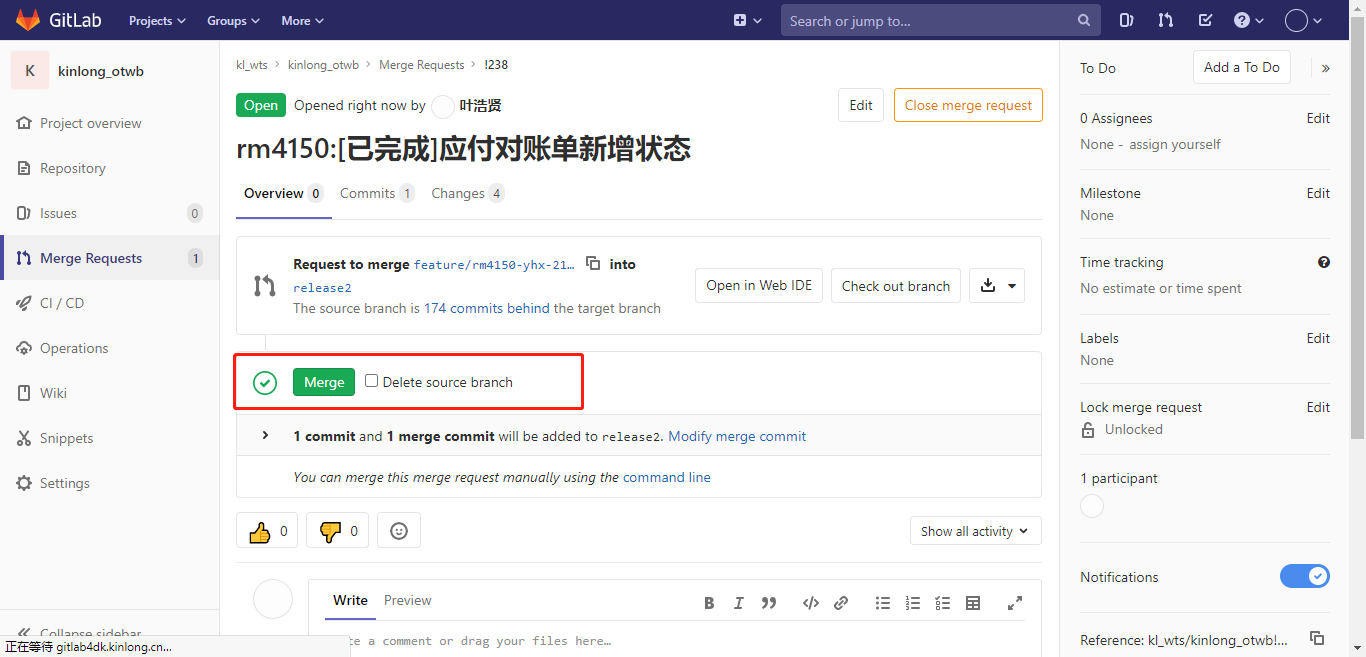 GitLab Projects Groups More Search or jump to... ?
K kinlong_otwb
Project overview
Repository
Issues 0
Merge Requests 1
CI / CD
Operations
Wiki
Snippets
Settings
Collapse sidebar
正在等待 gitlab4dk.kinlong.cn...
kl_wts > kinlong_otwb > Merge Requests > !238
Open Opened right now by 叶浩贤 Edit Close merge request
rm4150:[已完成]应付对账单新增状态
Overview 0 Commits 1 Changes 4
Request to merge feature/rm4150-yhx-21… into
release2
The source branch is 174 commits behind the target branch
Open in Web IDE Check out branch
Merge Delete source branch
1 commit and 1 merge commit will be added to release2. Modify merge commit
You can merge this merge request manually using the command line
0 0 Show all activity
Write Preview
te a comment or drag your files here…
To Do Add a To Do »
0 Assignees Edit
None - assign yourself
Milestone Edit
None
Time tracking ?
No estimate or time spent
Labels Edit
None
Lock merge request Edit
Unlocked
1 participant
Notifications
Reference: kl_wts/kinlong_otwb!...